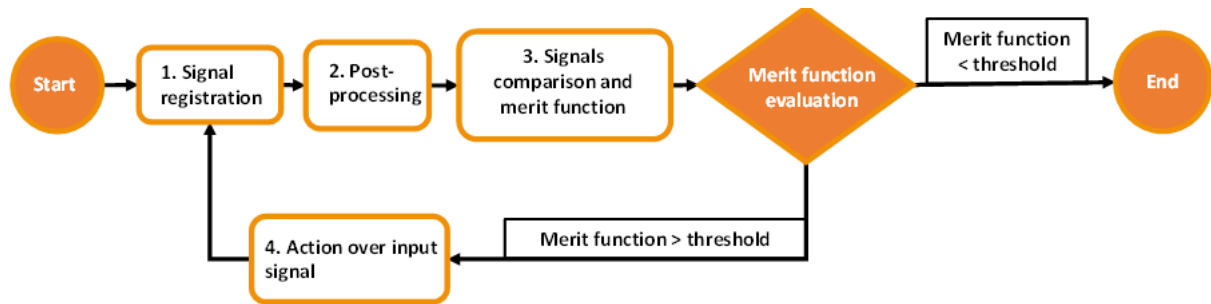 Start
1. Signal
registration
2. Post-
processing
3. Signals
comparison and
merit function
Merit function
evaluation
Merit function
< threshold
End
Merit function > threshold
4. Action over input
signal